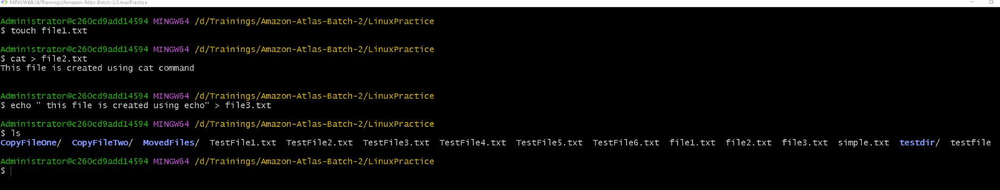 MINGW64:/d/Trainings/Amazon-Atlas-Batch-2/LinuxPractice
Administrator@c260cd9add14594 MINGW64 /d/Trainings/Amazon-Atlas-Batch-2/LinuxPractice
$ touch file1.txt
Administrator@c260cd9add14594 MINGW64 /d/Trainings/Amazon-Atlas-Batch-2/LinuxPractice
$ cat > file2.txt
This file is created using cat command
Administrator@c260cd9add14594 MINGW64 /d/Trainings/Amazon-Atlas-Batch-2/LinuxPractice
$ echo " this file is created using echo" > file3.txt
Administrator@c260cd9add14594 MINGW64 /d/Trainings/Amazon-Atlas-Batch-2/LinuxPractice
$ ls
CopyFileOne/  CopyFileTwo/  MovedFiles/  TestFile1.txt  TestFile2.txt  TestFile3.txt  TestFile4.txt  TestFile5.txt  TestFile6.txt  file1.txt  file2.txt  file3.txt  simple.txt  testdir/  testfile
Administrator@c260cd9add14594 MINGW64 /d/Trainings/Amazon-Atlas-Batch-2/LinuxPractice
$